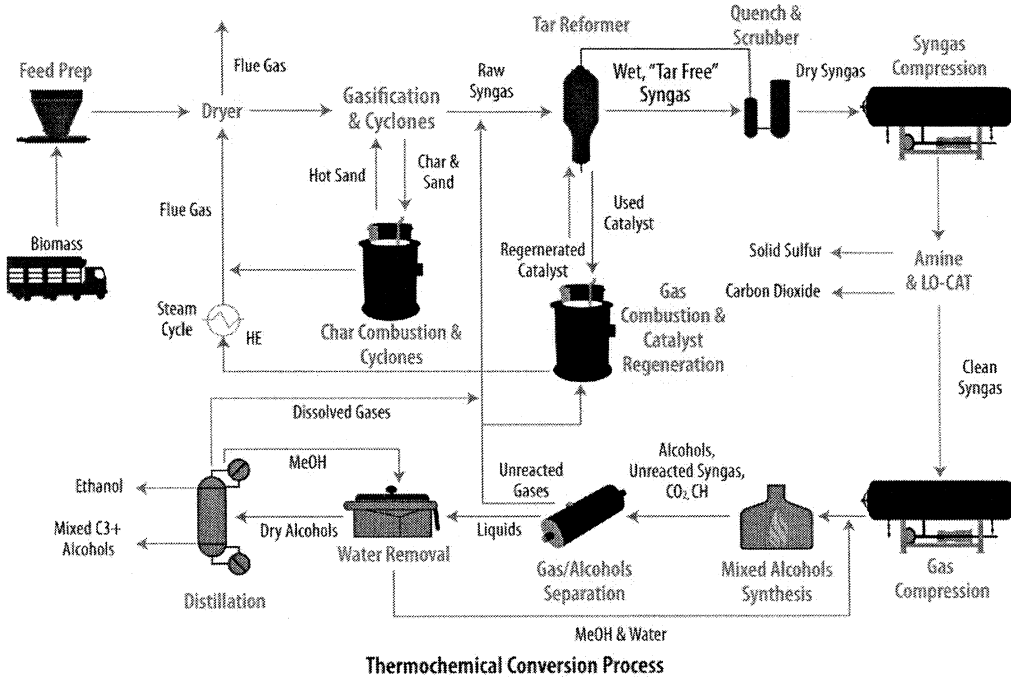 Tar Reformer
Quench &
Scrubber
Syngas
Compression
Feed Prep
Flue Gas
Dryer
Gasification
& Cyclones
Raw
Syngas
Wet, "Tar Free"
Syngas
Dry Syngas
Hot Sand
Char &
Sand
Flue Gas
Biomass
Regernerated
Catalyst
Used
Catalyst
Solid Sulfur
Carbon Dioxide
Amine
& LO-CAT
Steam
Cycle
HE
Char Combustion &
Cyclones
Gas
Combustion &
Catalyst
Regeneration
Clean
Syngas
Dissolved Gases
MeOH
Ethanol
Mixed C3+
Alcohols
Dry Alcohols
Water Removal
Unreacted
Gases
Liquids
Alcohols,
Unreacted Syngas,
CO₂, CH
Distillation
Gas/Alcohols
Separation
Mixed Alcohols
Synthesis
Gas
Compression
MeOH & Water
Thermochemical Conversion Process